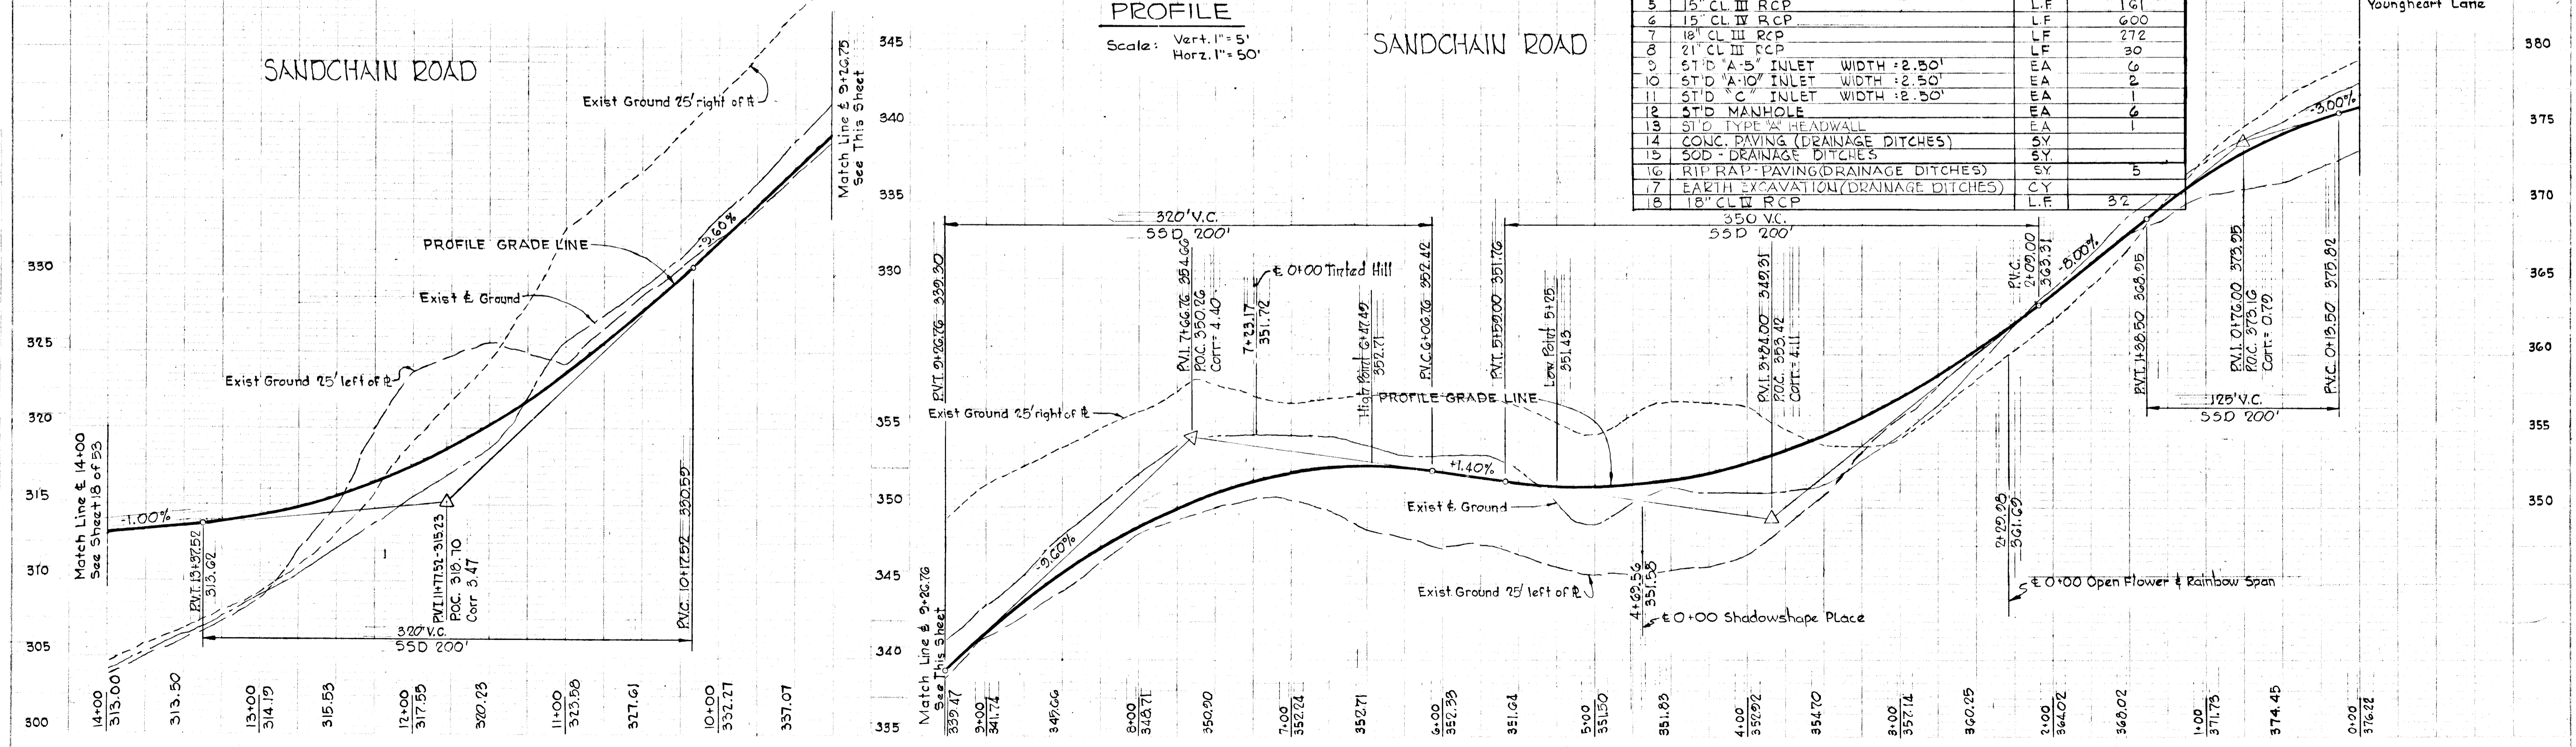 PROFILE
Scale: Vert. 1"= 5'
Horz. 1"= 50'
SANDCHAIN ROAD
SANDCHAIN ROAD
Youngheart Lane
5 15" CL. III RCP L.F 161
6 15" CL. IV RCP L.F 600
7 18" CL III RCP LF 272
8 21" CL III RCP LF 30
9 ST'D "A-5" INLET WIDTH : 2.50' EA 6
10 ST'D "A-10" INLET WIDTH : 2.50' EA 2
11 ST'D "C" INLET WIDTH : 2.50' EA 1
12 ST'D MANHOLE EA 6
13 ST'D TYPE "A" HEADWALL EA 1
14 CONC. PAVING (DRAINAGE DITCHES) S.Y.
15 SOD - DRAINAGE DITCHES S.Y.
16 RIP RAP-PAVING (DRAINAGE DITCHES) S.Y. 5
17 EARTH EXCAVATION (DRAINAGE DITCHES) CY
18 18" CL IV RCP L.F. 32
330
325
320
315
310
305
300
Match Line ℄ 14+00
See Sheet 18 of 53
-1.00%
P.V.T. 13+37.52
313.62
Exist Ground 25' left of ℄
Exist ℄ Ground
PROFILE GRADE LINE
Exist Ground 25' right of ℄
-9.60%
P.V.I. 11+77.52-315.23
P.O.C. 318.70
Corr 3.47
P.V.C. 10+17.52 330.59
320' V.C.
SSD 200'
Match Line ℄ 9+26.75
See This Sheet
14+00
313.00
313.50
13+00
314.19
315.53
12+00
317.55
320.23
11+00
323.58
327.61
10+00
332.27
337.07
345
340
335
330
355
350
345
340
335
Match Line ℄ 9+26.76
See This Sheet
P.V.T. 9+26.76 339.30
320' V.C.
SSD 200'
P.V.I. 7+66.76 354.66
P.O.C. 350.26
Corr = 4.40
℄ 0+00 Tinted Hill
7+23.17
351.72
High Point 6+47.49
352.71
P.V.C. 6+06.76 352.42
P.V.T. 5+59.00 351.76
350 V.C.
SSD 200'
Low Point 5+25
351.43
P.V.I. 3+84.00 349.31
P.O.C. 353.42
Corr. = 4.11
P.V.C.
2+09.00
363.31
Exist Ground 25' right of ℄
PROFILE GRADE LINE
-9.60%
+1.40%
Exist ℄ Ground
Exist. Ground 25' left of ℄
4+69.56
351.58
℄ 0+00 Shadowshape Place
2+29.98
361.69
℄ 0+00 Open Flower & Rainbow Span
-8.00%
P.V.T. 1+38.50 368.95
P.V.I. 0+76.00 373.95
P.O.C. 373.16
Corr. = 0.79
P.V.C. 0+13.50 375.82
125' V.C.
SSD 200'
-3.00%
339.47
9+00
341.74
345.66
8+00
348.71
350.90
7+00
352.24
352.71
6+00
352.33
351.64
5+00
351.50
351.83
4+00
352.92
354.70
3+00
357.14
360.25
2+00
364.02
368.02
1+00
371.73
374.45
0+00
376.22
380
375
370
365
360
355
350